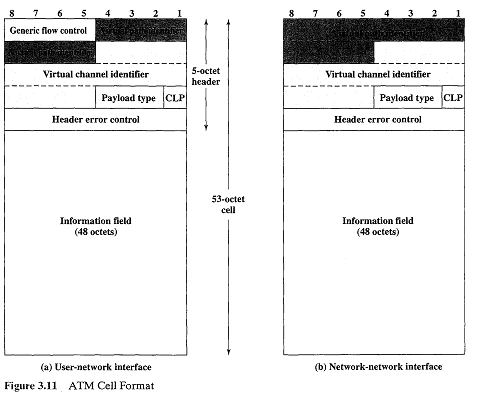 8 7 6 5 4 3 2 1
Generic flow control
Virtual channel identifier
Payload type CLP
Header error control
Information field
(48 octets)
5-octet
header
53-octet
cell
(a) User-network interface
8 7 6 5 4 3 2 1
Virtual channel identifier
Payload type CLP
Header error control
Information field
(48 octets)
(b) Network-network interface
Figure 3.11 ATM Cell Format